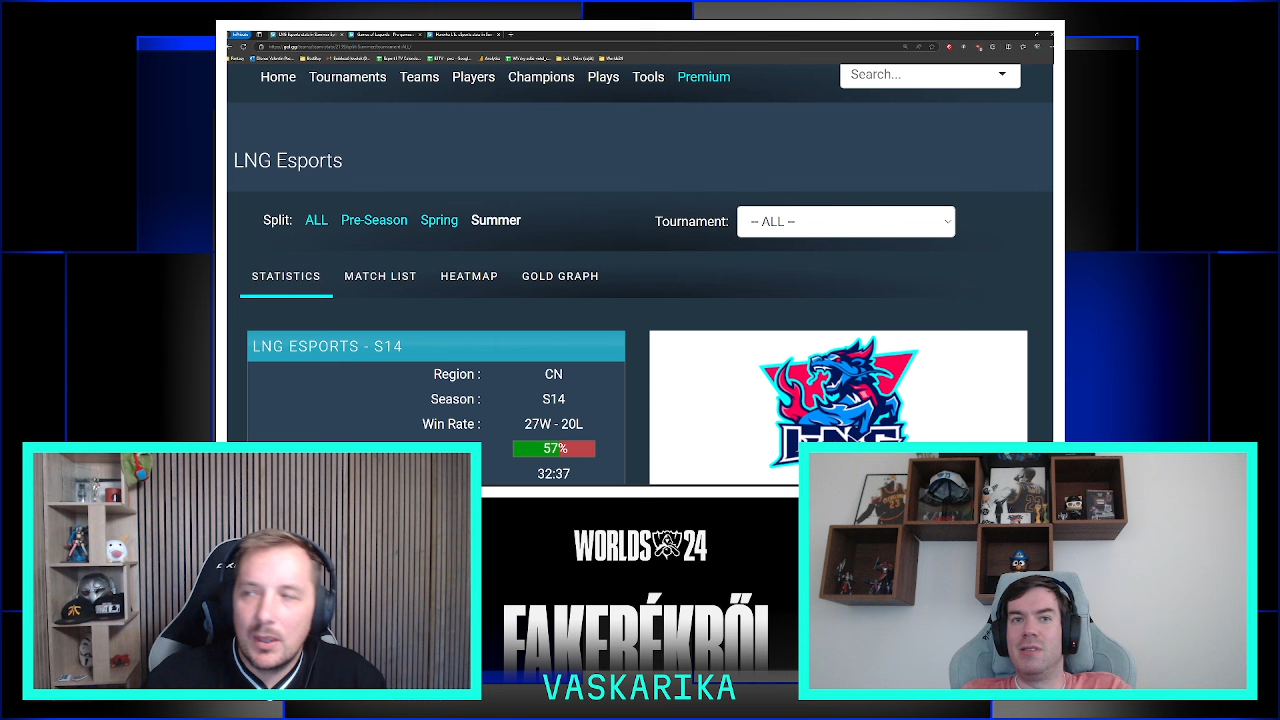 Home Tournaments Teams Players Champions Plays Tools Premium
Search...
LNG Esports
Split: ALL Pre-Season Spring Summer
Tournament: -- ALL --
STATISTICS MATCH LIST HEATMAP GOLD GRAPH
LNG ESPORTS - S14
Region : CN
Season : S14
Win Rate : 27W - 20L
57%
32:37
LNG
WORLDS 24
FAKERÉKRŐL
VASKARIKA